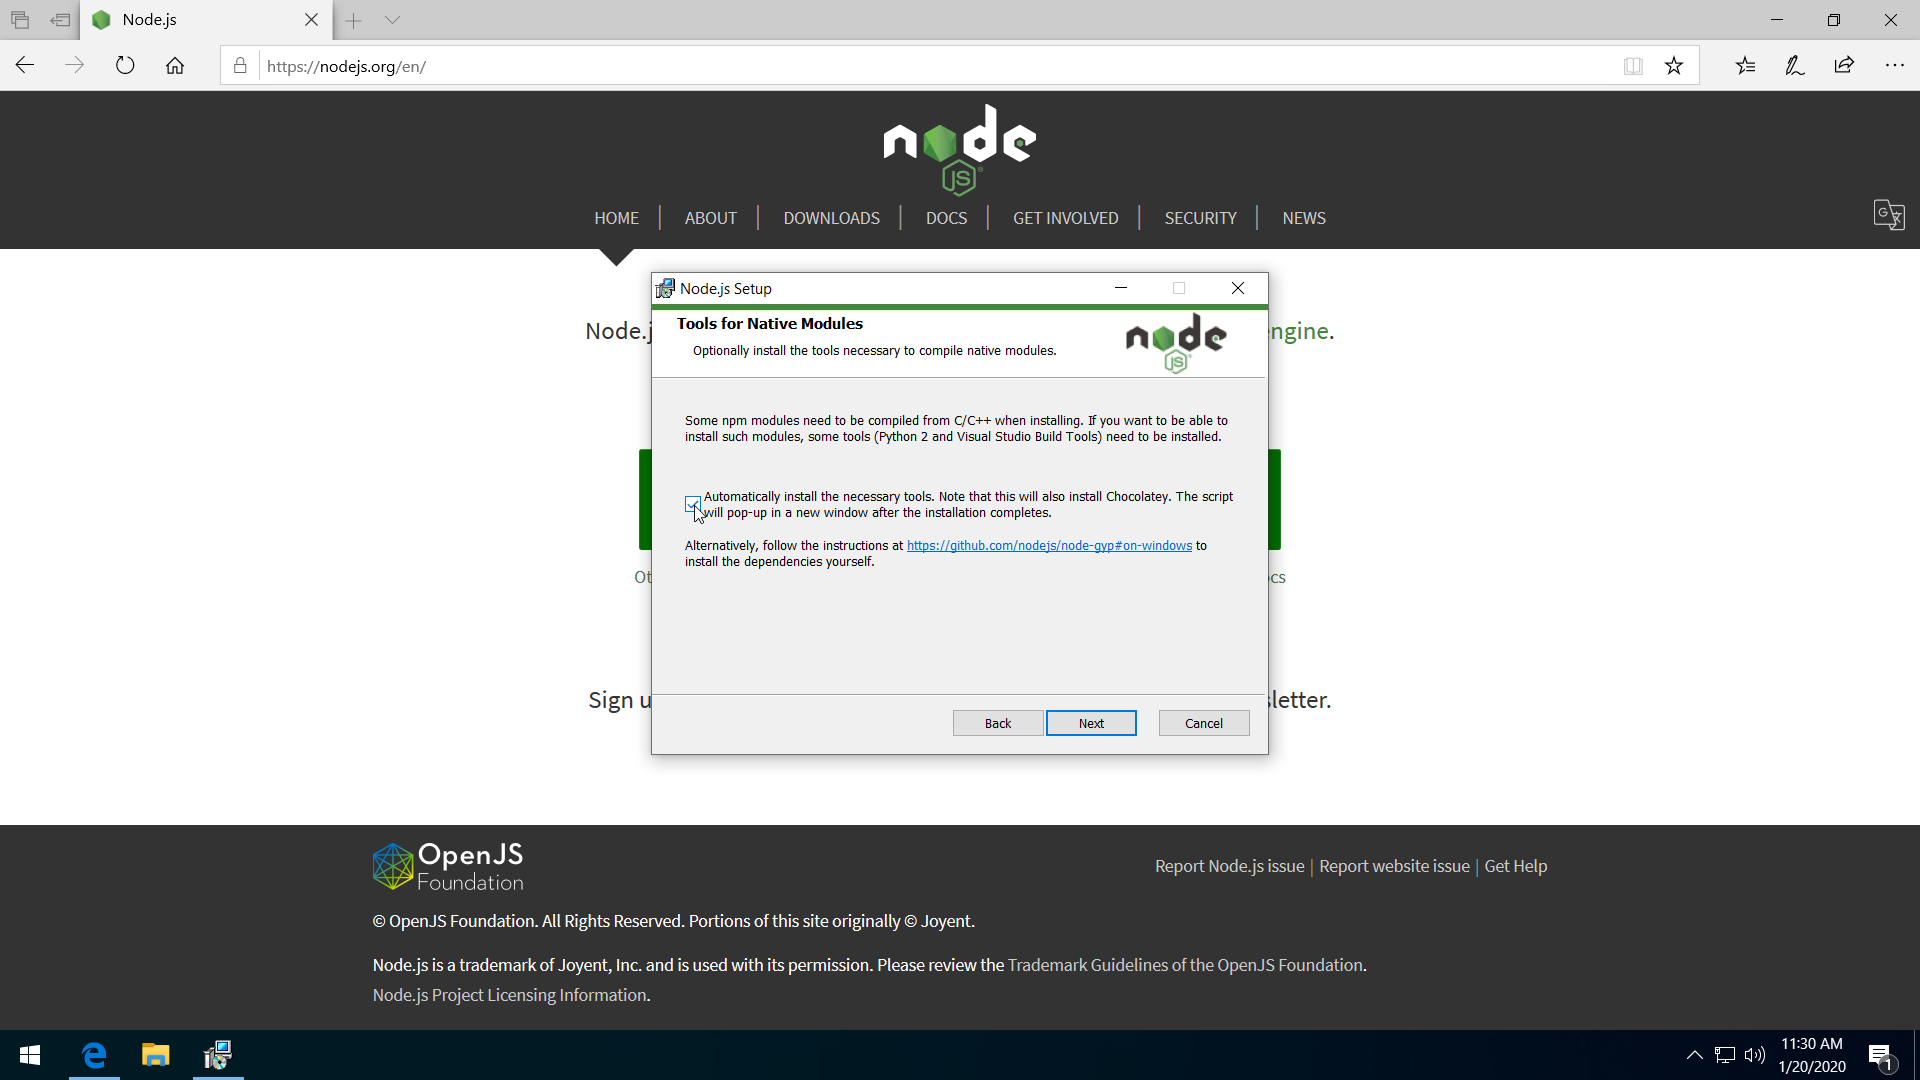 Node.js
https://nodejs.org/en/
node
JS
HOME | ABOUT | DOWNLOADS | DOCS | GET INVOLVED | SECURITY | NEWS
Node.js Setup
Tools for Native Modules
Optionally install the tools necessary to compile native modules.
node
JS
Node.j
engine.
Some npm modules need to be compiled from C/C++ when installing. If you want to be able to
install such modules, some tools (Python 2 and Visual Studio Build Tools) need to be installed.
Automatically install the necessary tools. Note that this will also install Chocolatey. The script
will pop-up in a new window after the installation completes.
Alternatively, follow the instructions at https://github.com/nodejs/node-gyp#on-windows to
install the dependencies yourself.
Ot
ocs
Sign u
sletter.
Back Next Cancel
OpenJS
Foundation
Report Node.js issue | Report website issue | Get Help
© OpenJS Foundation. All Rights Reserved. Portions of this site originally © Joyent.
Node.js is a trademark of Joyent, Inc. and is used with its permission. Please review the Trademark Guidelines of the OpenJS Foundation.
Node.js Project Licensing Information.
11:30 AM
1/20/2020
1